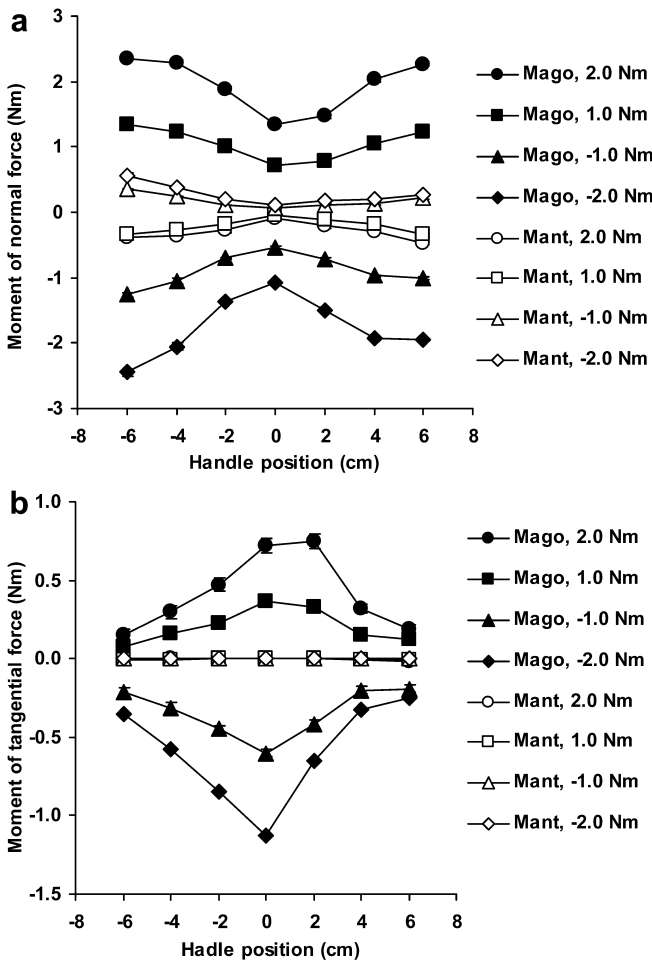 a
3
2
1
0
-1
-2
-3
-8 -6 -4 -2 0 2 4 6 8
Handle position (cm)
Moment of normal force (Nm)
Mago, 2.0 Nm
Mago, 1.0 Nm
Mago, -1.0 Nm
Mago, -2.0 Nm
Mant, 2.0 Nm
Mant, 1.0 Nm
Mant, -1.0 Nm
Mant, -2.0 Nm
b
1.0
0.5
0.0
-0.5
-1.0
-1.5
-8 -6 -4 -2 0 2 4 6 8
Hadle position (cm)
Moment of tangential force (Nm)
Mago, 2.0 Nm
Mago, 1.0 Nm
Mago, -1.0 Nm
Mago, -2.0 Nm
Mant, 2.0 Nm
Mant, 1.0 Nm
Mant, -1.0 Nm
Mant, -2.0 Nm